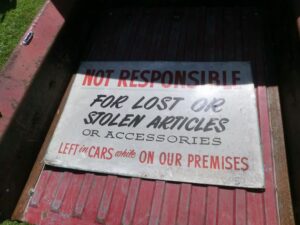 NOT RESPONSIBLE
FOR LOST OR
STOLEN ARTICLES
OR ACCESSORIES
LEFT in CARS while ON OUR PREMISES